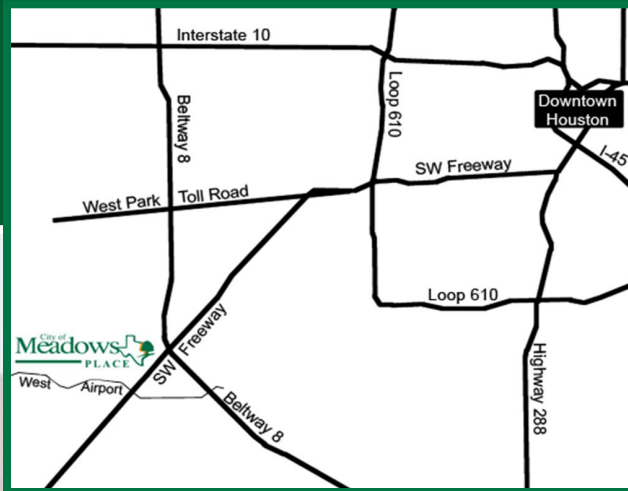 Interstate 10
Beltway 8
Loop 610
Downtown
Houston
I-45
SW Freeway
West Park Toll Road
Loop 610
City of
Meadows
PLACE
SW Freeway
West Airport
Beltway 8
Highway 288